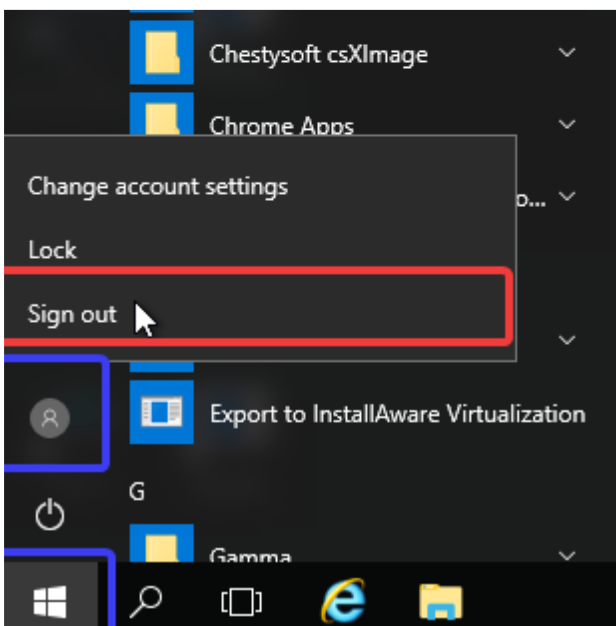 Chestysoft csXImage
Chrome Apps
Change account settings
o...
Lock
Sign out
Export to InstallAware Virtualization
G
Gamma